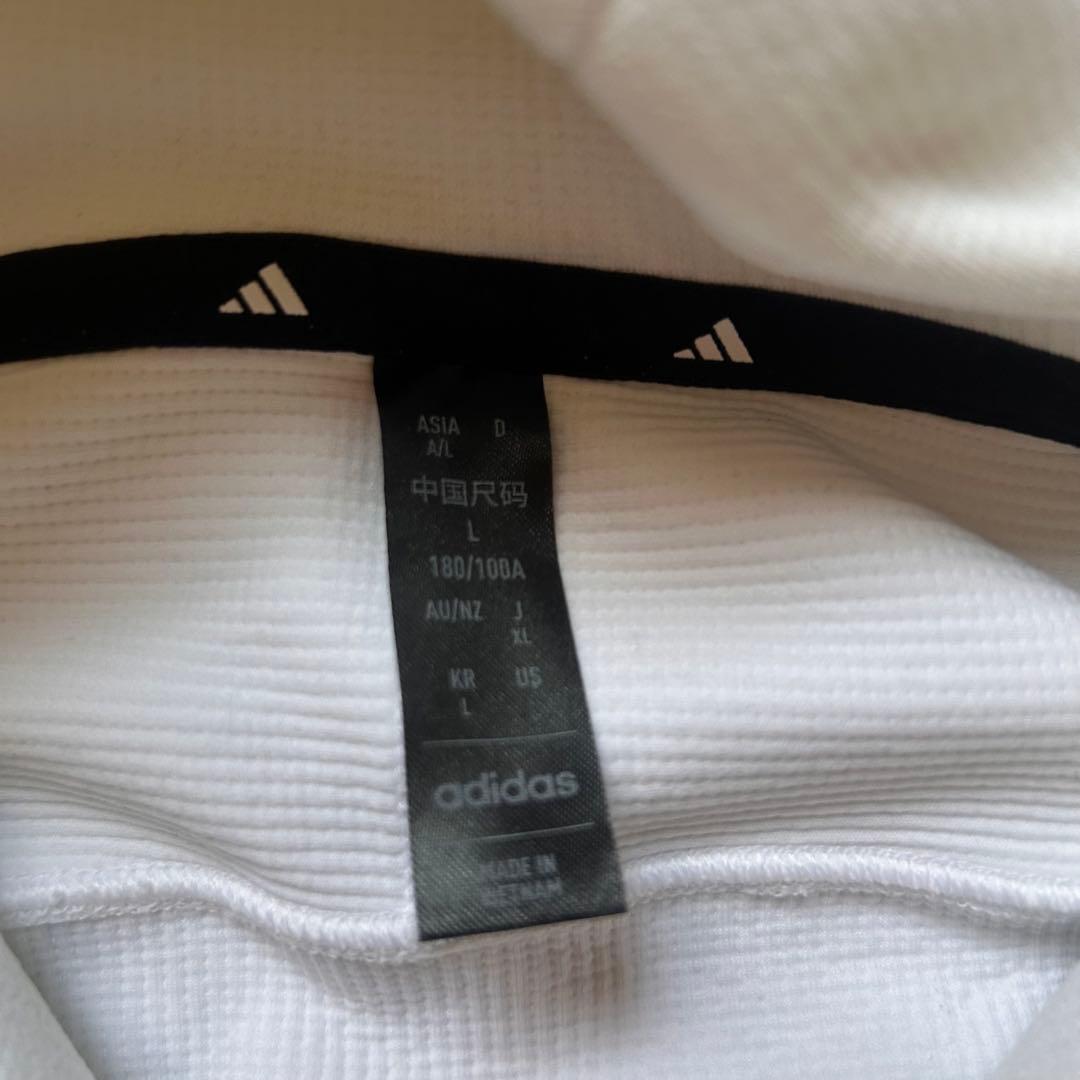 ASIA D
A/L
中国尺码
L
180/100A
AU/NZ J
XL
KR US
L
adidas
MADE IN
VIETNAM